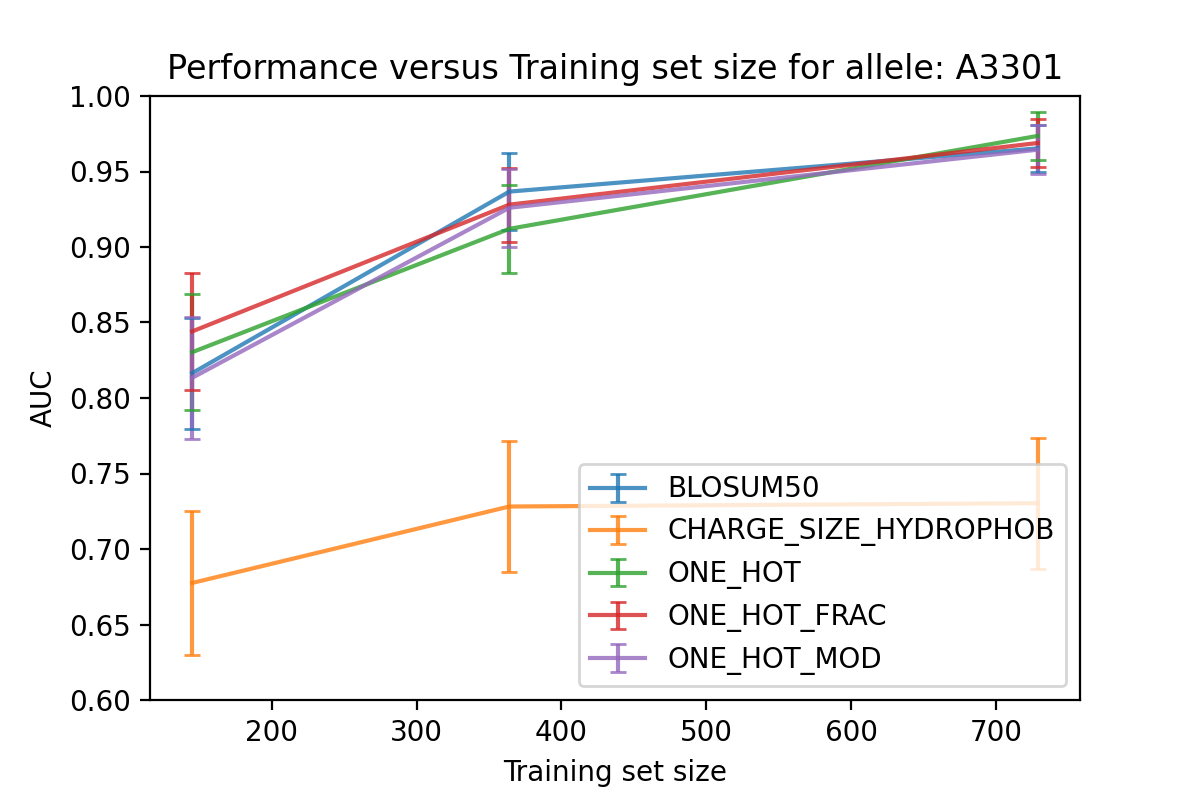 Performance versus Training set size for allele: A3301
1.00
0.95
0.90
0.85
0.80
0.75
0.70
0.65
0.60
AUC
BLOSUM50
CHARGE_SIZE_HYDROPHOB
ONE_HOT
ONE_HOT_FRAC
ONE_HOT_MOD
200 300 400 500 600 700
Training set size